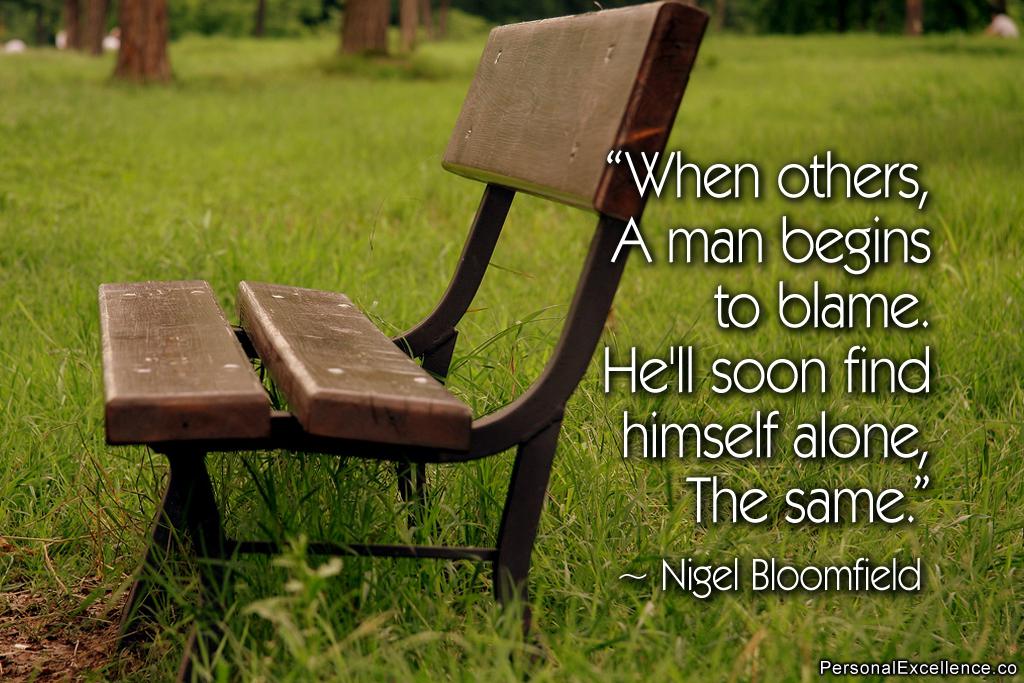 “When others,
A man begins
to blame.
He'll soon find
himself alone,
The same.”
~ Nigel Bloomfield
PersonalExcellence.co